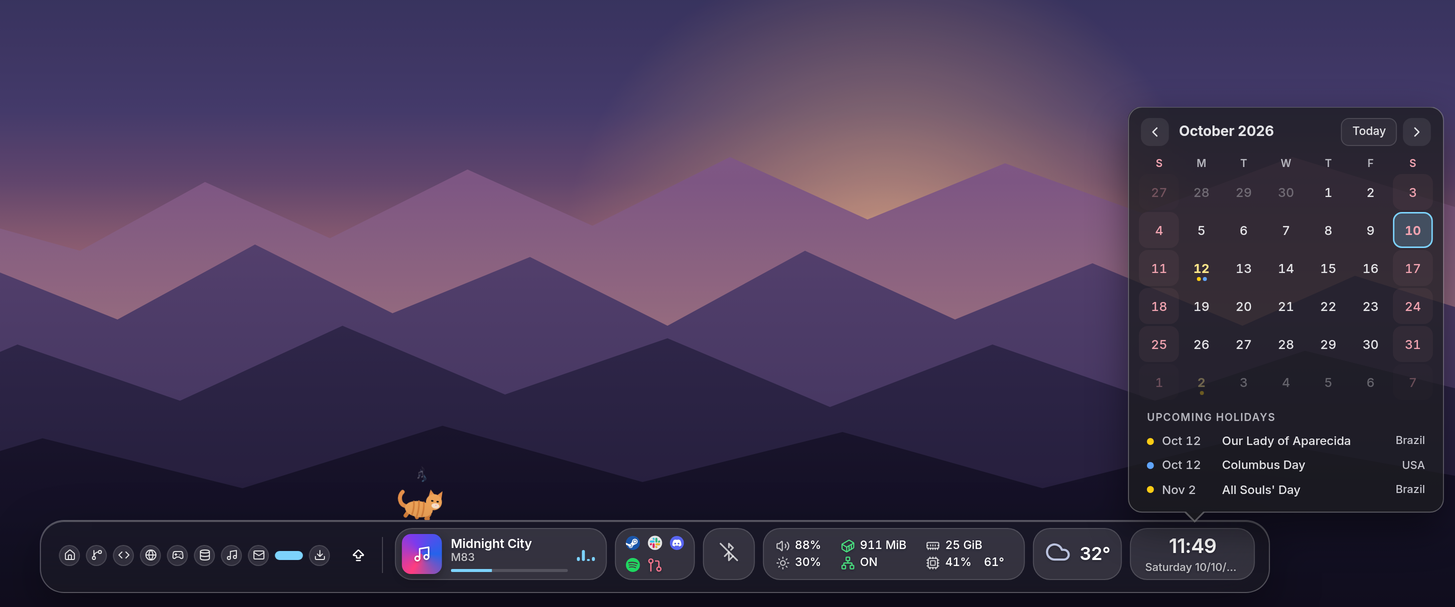 October 2026 Today
S M T W T F S
27 28 29 30 1 2 3
4 5 6 7 8 9 10
11 12 13 14 15 16 17
18 19 20 21 22 23 24
25 26 27 28 29 30 31
1 2 3 4 5 6 7
UPCOMING HOLIDAYS
Oct 12 Our Lady of Aparecida Brazil
Oct 12 Columbus Day USA
Nov 2 All Souls' Day Brazil
Midnight City
M83
88% 911 MiB 25 GiB
30% ON 41% 61°
32°
11:49
Saturday 10/10/...